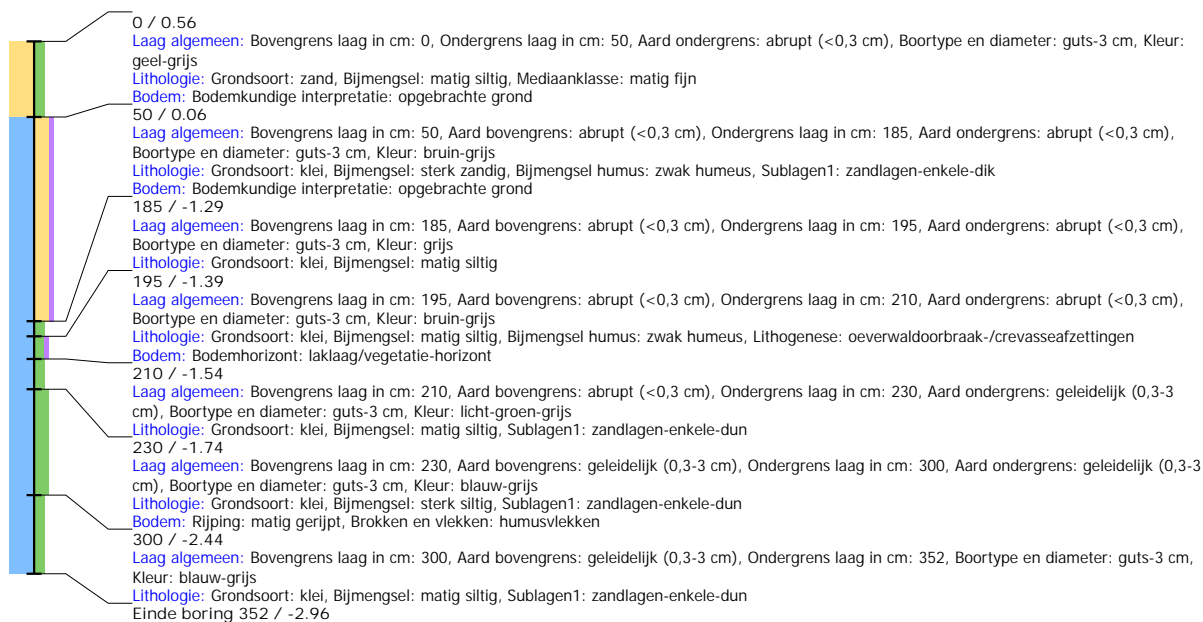 0 / 0.56
Laag algemeen: Bovengrens laag in cm: 0, Ondergrens laag in cm: 50, Aard ondergrens: abrupt (<0,3 cm), Boortype en diameter: guts-3 cm, Kleur:
geel-grijs
Lithologie: Grondsoort: zand, Bijmengsel: matig siltig, Mediaanklasse: matig fijn
Bodem: Bodemkundige interpretatie: opgebrachte grond
50 / 0.06
Laag algemeen: Bovengrens laag in cm: 50, Aard bovengrens: abrupt (<0,3 cm), Ondergrens laag in cm: 185, Aard ondergrens: abrupt (<0,3 cm),
Boortype en diameter: guts-3 cm, Kleur: bruin-grijs
Lithologie: Grondsoort: klei, Bijmengsel: sterk zandig, Bijmengsel humus: zwak humeus, Sublagen1: zandlagen-enkele-dik
Bodem: Bodemkundige interpretatie: opgebrachte grond
185 / -1.29
Laag algemeen: Bovengrens laag in cm: 185, Aard bovengrens: abrupt (<0,3 cm), Ondergrens laag in cm: 195, Aard ondergrens: abrupt (<0,3 cm),
Boortype en diameter: guts-3 cm, Kleur: grijs
Lithologie: Grondsoort: klei, Bijmengsel: matig siltig
195 / -1.39
Laag algemeen: Bovengrens laag in cm: 195, Aard bovengrens: abrupt (<0,3 cm), Ondergrens laag in cm: 210, Aard ondergrens: abrupt (<0,3 cm),
Boortype en diameter: guts-3 cm, Kleur: bruin-grijs
Lithologie: Grondsoort: klei, Bijmengsel: matig siltig, Bijmengsel humus: zwak humeus, Lithogenese: oeverwaldoorbraak-/crevasseafzettingen
Bodem: Bodemhorizont: laklaag/vegetatie-horizont
210 / -1.54
Laag algemeen: Bovengrens laag in cm: 210, Aard bovengrens: abrupt (<0,3 cm), Ondergrens laag in cm: 230, Aard ondergrens: geleidelijk (0,3-3
cm), Boortype en diameter: guts-3 cm, Kleur: licht-groen-grijs
Lithologie: Grondsoort: klei, Bijmengsel: matig siltig, Sublagen1: zandlagen-enkele-dun
230 / -1.74
Laag algemeen: Bovengrens laag in cm: 230, Aard bovengrens: geleidelijk (0,3-3 cm), Ondergrens laag in cm: 300, Aard ondergrens: geleidelijk (0,3-3
cm), Boortype en diameter: guts-3 cm, Kleur: blauw-grijs
Lithologie: Grondsoort: klei, Bijmengsel: sterk siltig, Sublagen1: zandlagen-enkele-dun
Bodem: Rijping: matig gerijpt, Brokken en vlekken: humusvlekken
300 / -2.44
Laag algemeen: Bovengrens laag in cm: 300, Aard bovengrens: geleidelijk (0,3-3 cm), Ondergrens laag in cm: 352, Boortype en diameter: guts-3 cm,
Kleur: blauw-grijs
Lithologie: Grondsoort: klei, Bijmengsel: matig siltig, Sublagen1: zandlagen-enkele-dun
Einde boring 352 / -2.96